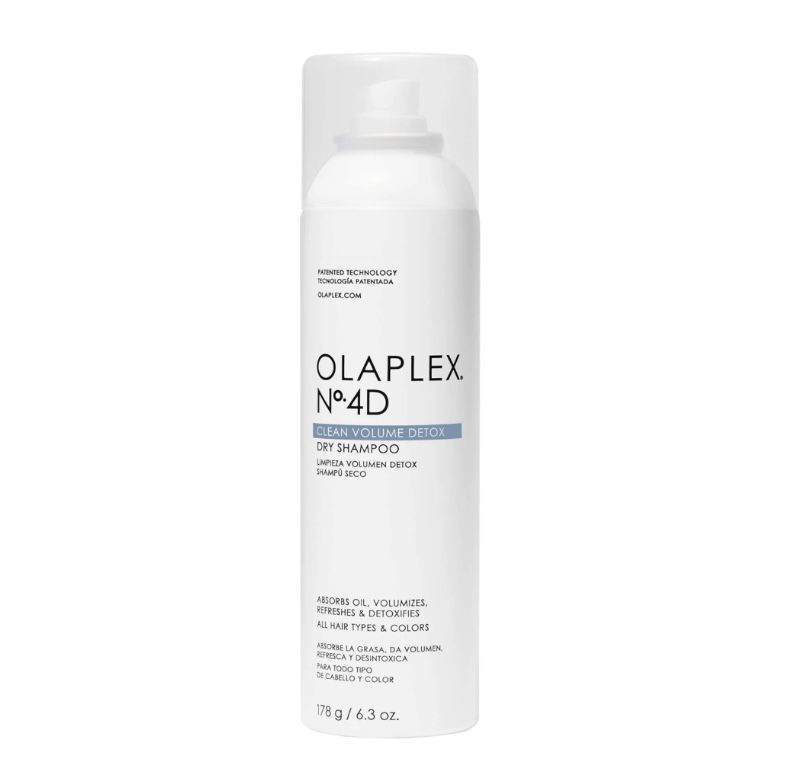 PATENTED TECHNOLOGY
TECNOLOGÍA PATENTADA
OLAPLEX.COM
OLAPLEX.
Nº.4D
CLEAN VOLUME DETOX
DRY SHAMPOO
LIMPIEZA VOLUMEN DETOX
SHAMPÚ SECO
ABSORBS OIL, VOLUMIZES,
REFRESHES & DETOXIFIES
ALL HAIR TYPES & COLORS
ABSORBE LA GRASA, DA VOLUMEN,
REFRESCA Y DESINTOXICA
PARA TODO TIPO
DE CABELLO Y COLOR
178 g / 6.3 oz.